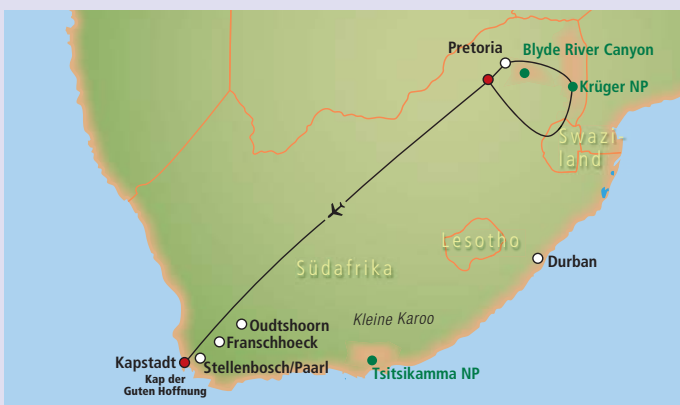 Pretoria
Blyde River Canyon
Krüger NP
Swazi-
land
Lesotho
Durban
Südafrika
Kleine Karoo
Oudtshoorn
Franschhoeck
Kapstadt
Stellenbosch/Paarl
Kap der
Guten Hoffnung
Tsitsikamma NP